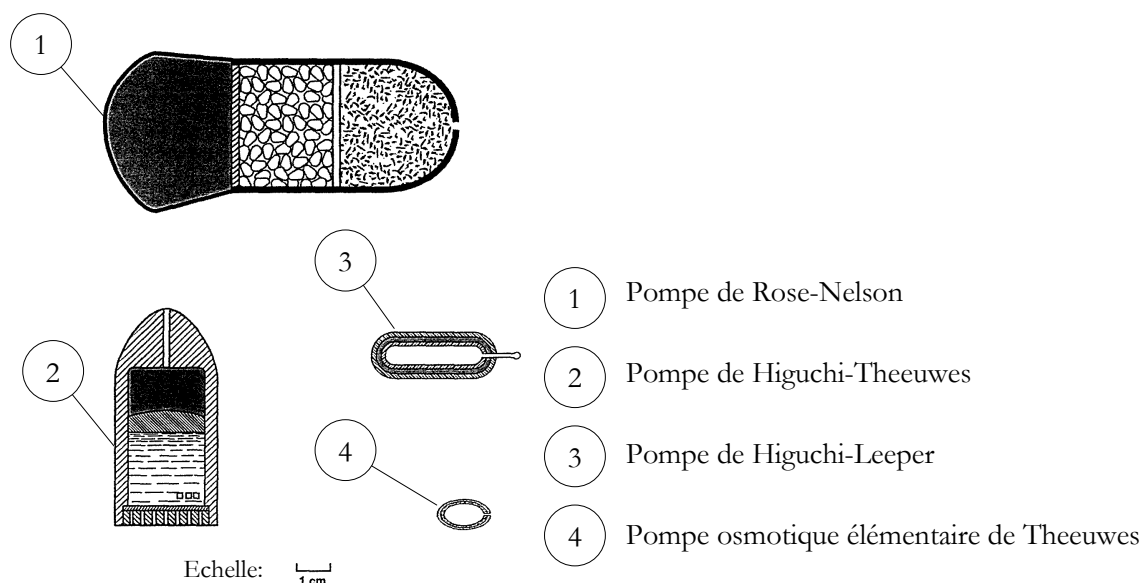 1
3
1 Pompe de Rose-Nelson
2
2 Pompe de Higuchi-Theeuwes
4
3 Pompe de Higuchi-Leeper
4 Pompe osmotique élémentaire de Theeuwes
Echelle:
1 cm